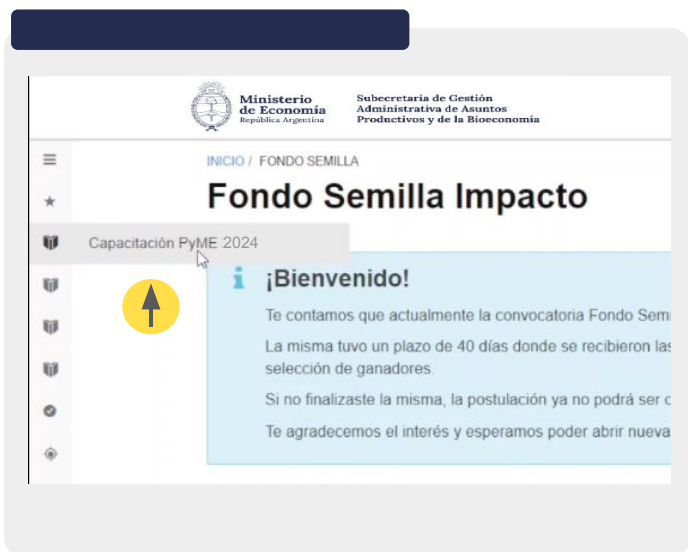 Ministerio
de Economía
República Argentina
Subsecretaria de Gestión
Administrativa de Asuntos
Productivos y de la Bioeconomía
INICIO / FONDO SEMILLA
Fondo Semilla Impacto
Capacitación PyME 2024
i ¡Bienvenido!
Te contamos que actualmente la convocatoria Fondo Sem
La misma tuvo un plazo de 40 días donde se recibieron las
selección de ganadores.
Si no finalizaste la misma, la postulación ya no podrá ser c
Te agradecemos el interés y esperamos poder abrir nueva